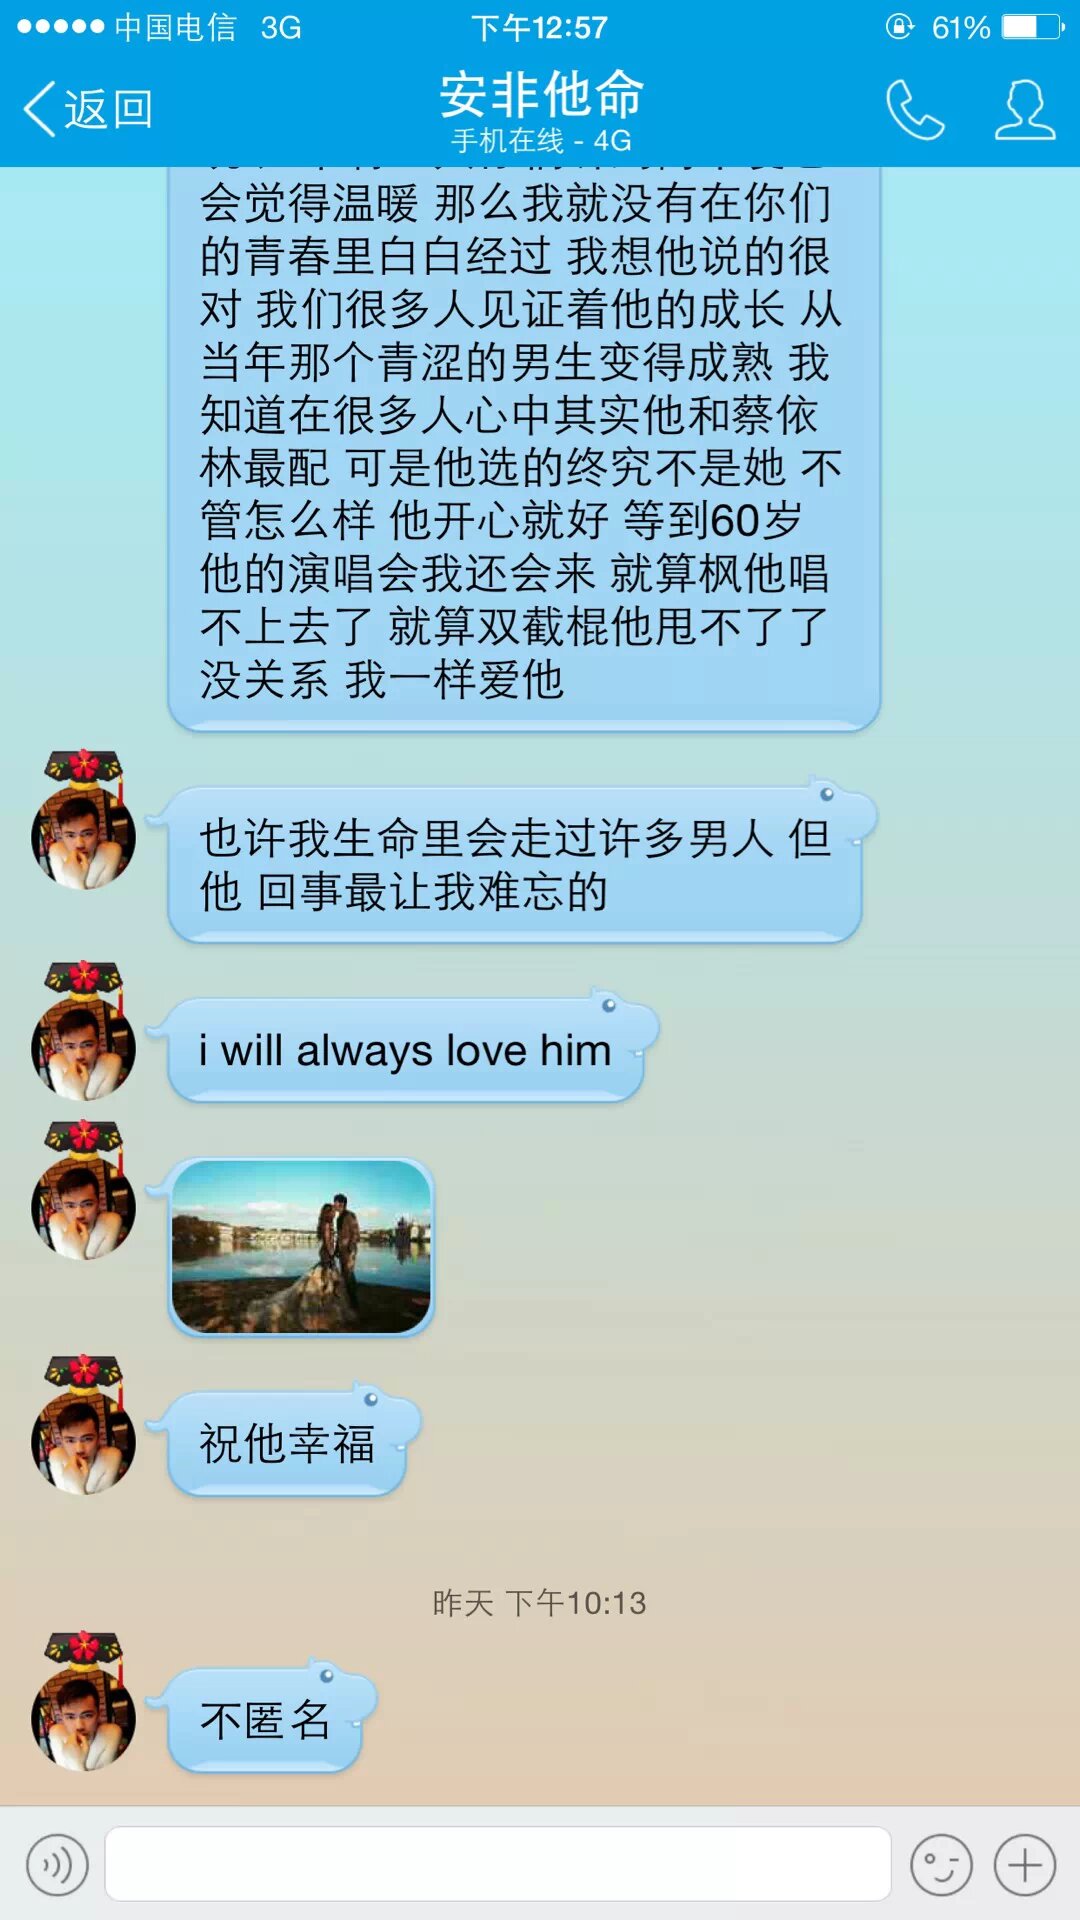 中国电信 3G 下午12:57 61%
返回 安非他命
手机在线 - 4G
会觉得温暖 那么我就没有在你们
的青春里白白经过 我想他说的很
对 我们很多人见证着他的成长 从
当年那个青涩的男生变得成熟 我
知道在很多人心中其实他和蔡依
林最配 可是他选的终究不是她 不
管怎么样 他开心就好 等到60岁
他的演唱会我还会来 就算枫他唱
不上去了 就算双截棍他甩不了了
没关系 我一样爱他
也许我生命里会走过许多男人 但
他 回事最让我难忘的
i will always love him
祝他幸福
昨天 下午10:13
不匿名